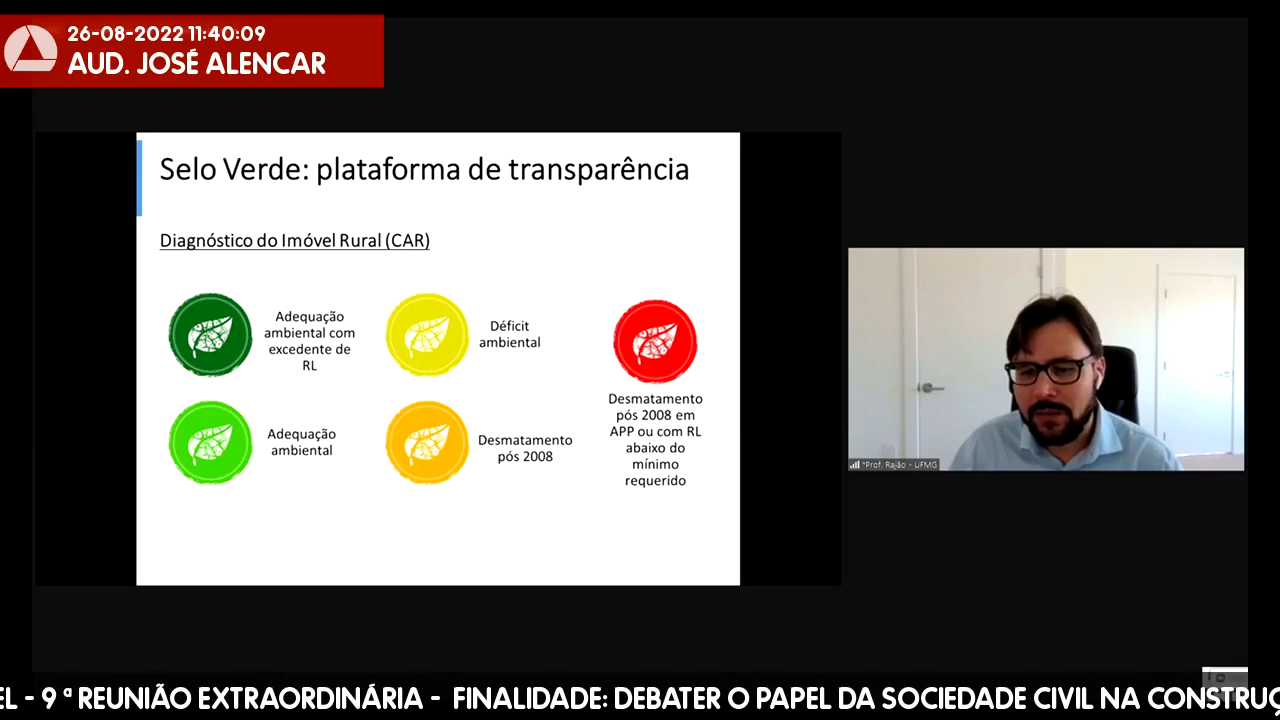 26-08-2022 11:40:09
AUD. JOSÉ ALENCAR
Selo Verde: plataforma de transparência
Diagnóstico do Imóvel Rural (CAR)
Adequação
ambiental com
excedente de
RL
Déficit
ambiental
Adequação
ambiental
Desmatamento
pós 2008
Desmatamento
pós 2008 em
APP ou com RL
abaixo do
mínimo
requerido
*Prof. Rajão - UFMG
EL - 9 ª REUNIÃO EXTRAORDINÁRIA - FINALIDADE: DEBATER O PAPEL DA SOCIEDADE CIVIL NA CONSTRUÇ